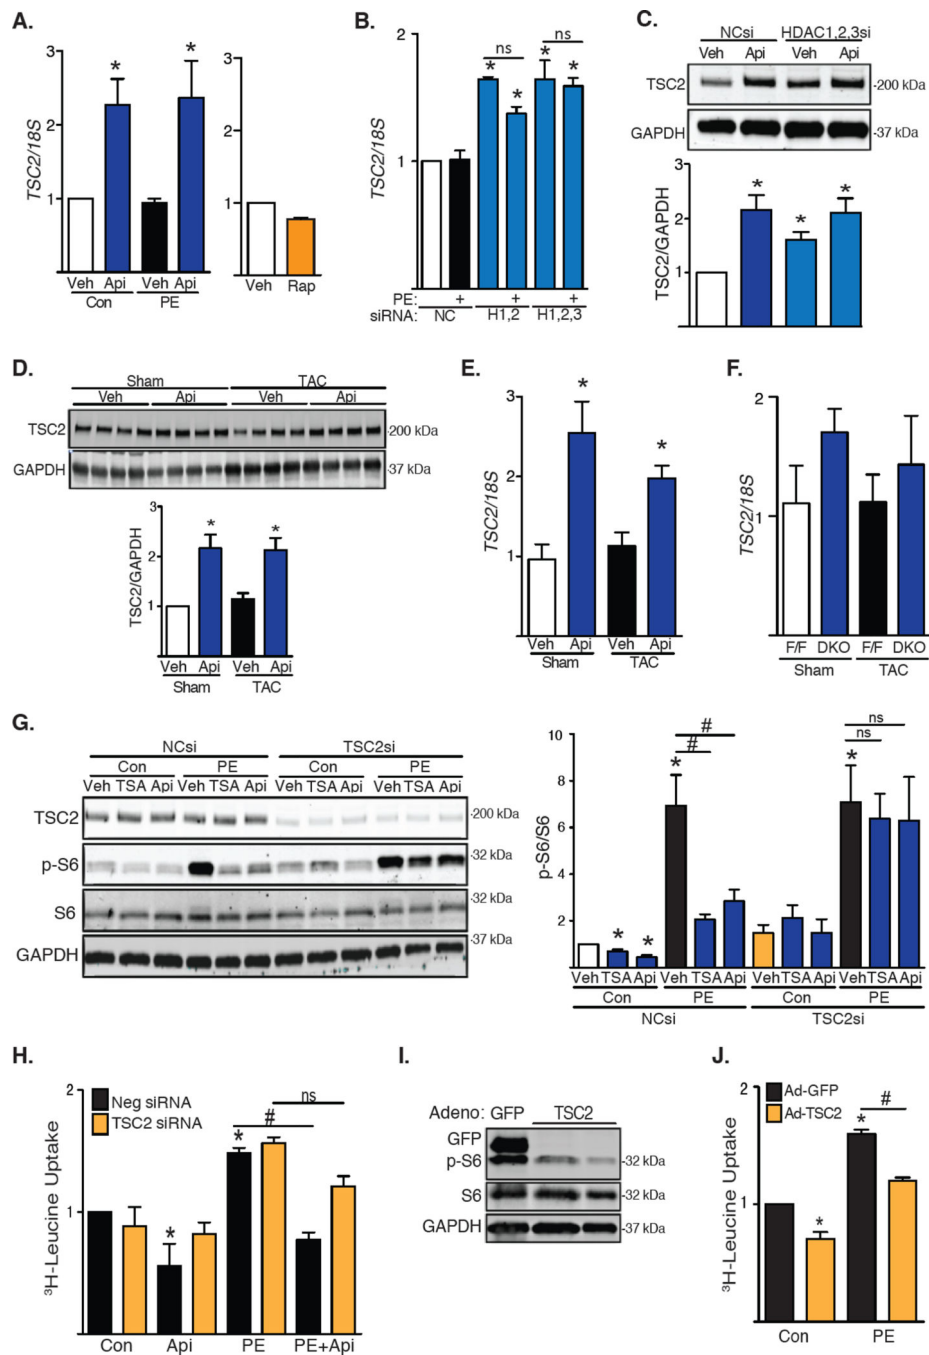 A.
3
2
1
TSC2/18S
*
*
Veh Api Veh Api
Con PE
3
2
1
Veh Rap
B.
2
1
TSC2/18S
ns
ns
*
*
*
*
PE: + + +
siRNA: NC H1,2 H1,2,3
C.
NCsi HDAC1,2,3si
Veh Api Veh Api
TSC2 -200 kDa
GAPDH -37 kDa
3
2
1
TSC2/GAPDH
*
*
*
D.
Sham TAC
Veh Api Veh Api
TSC2 -200 kDa
GAPDH -37 kDa
3
2
1
TSC2/GAPDH
*
*
Veh Api Veh Api
Sham TAC
E.
3
2
1
TSC2/18S
*
*
Veh Api Veh Api
Sham TAC
F.
2
1
TSC2/18S
F/F DKO F/F DKO
Sham TAC
G.
NCsi TSC2si
Con PE Con PE
Veh TSA Api Veh TSA Api Veh TSA Api Veh TSA Api
TSC2 -200 kDa
p-S6 -32 kDa
S6 -32 kDa
GAPDH -37 kDa
10
8
6
4
2
p-S6/S6
#
#
ns
ns
*
*
*
*
Veh TSA Api Veh TSA Api Veh TSA Api Veh TSA Api
Con PE Con PE
NCsi TSC2si
H.
2
1
³H-Leucine Uptake
Neg siRNA
TSC2 siRNA
ns
#
*
*
Con Api PE PE+Api
I.
Adeno: GFP TSC2
GFP
p-S6 -32 kDa
S6 -32 kDa
GAPDH -37 kDa
J.
2
1
³H-Leucine Uptake
Ad-GFP
Ad-TSC2
#
*
*
Con PE